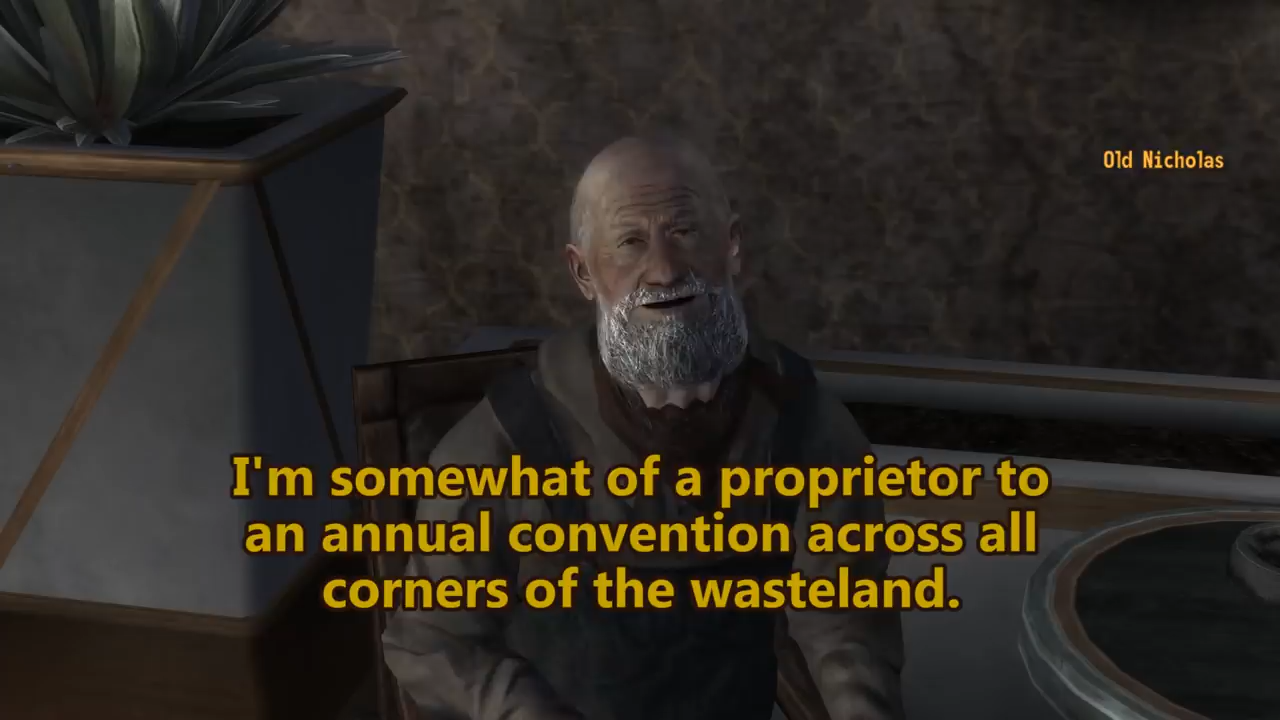 Old Nicholas
I'm somewhat of a proprietor to
an annual convention across all
corners of the wasteland.